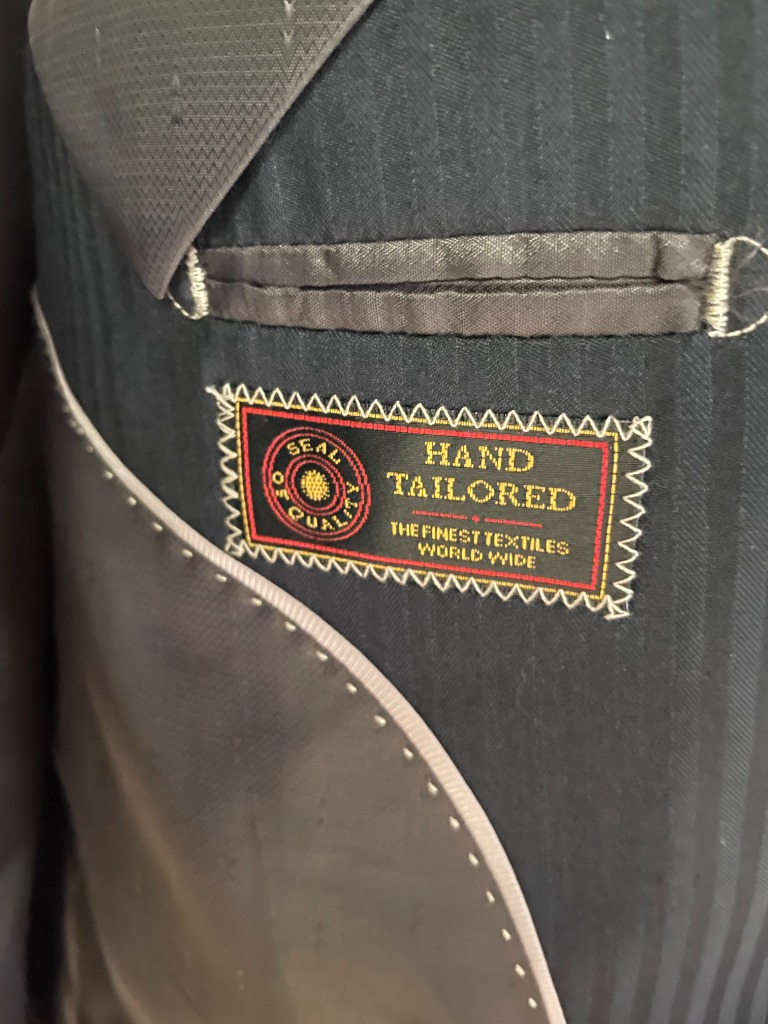 SEAL
OF QUALITY
HAND
TAILORED
THE FINEST TEXTILES
WORLD WIDE